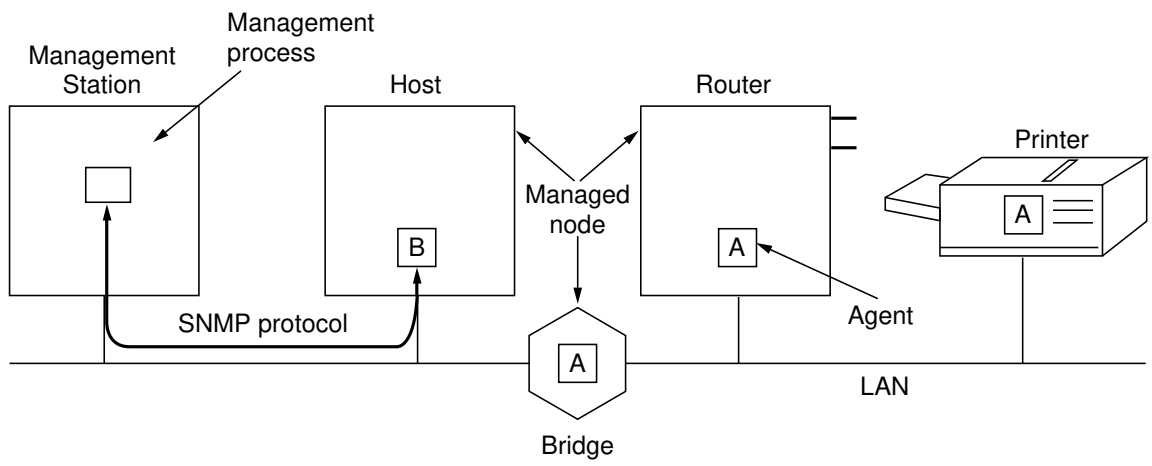 Management
process
Management
Station
Host
Router
Printer
Managed
node
A
B
A
Agent
SNMP protocol
A
LAN
Bridge